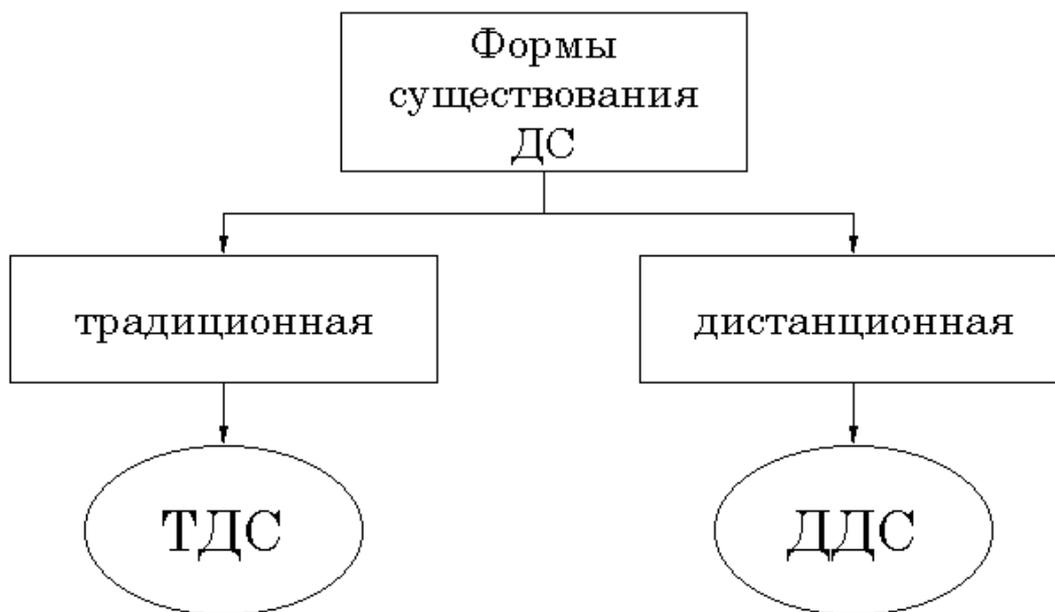 Формы
существования
ДС
традиционная
дистанционная
ТДС
ДДС